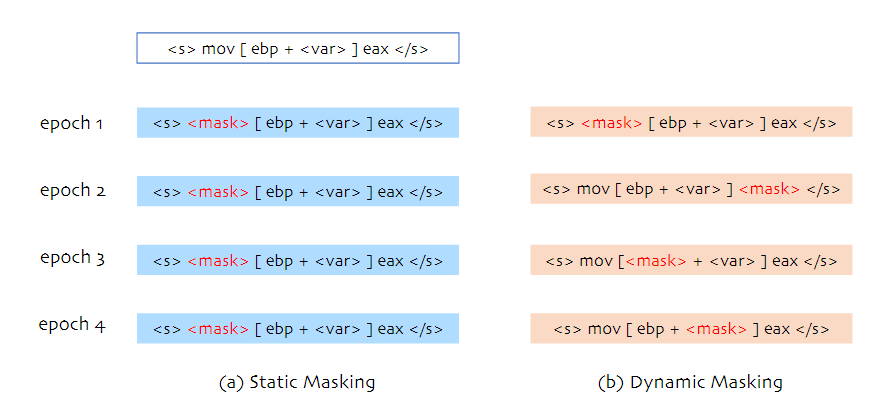 <s> mov [ ebp + <var> ] eax </s>
epoch 1 <s> <mask> [ ebp + <var> ] eax </s> <s> <mask> [ ebp + <var> ] eax </s>
epoch 2 <s> <mask> [ ebp + <var> ] eax </s> <s> mov [ ebp + <var> ] <mask> </s>
epoch 3 <s> <mask> [ ebp + <var> ] eax </s> <s> mov [<mask> + <var> ] eax </s>
epoch 4 <s> <mask> [ ebp + <var> ] eax </s> <s> mov [ ebp + <mask> ] eax </s>
(a) Static Masking (b) Dynamic Masking